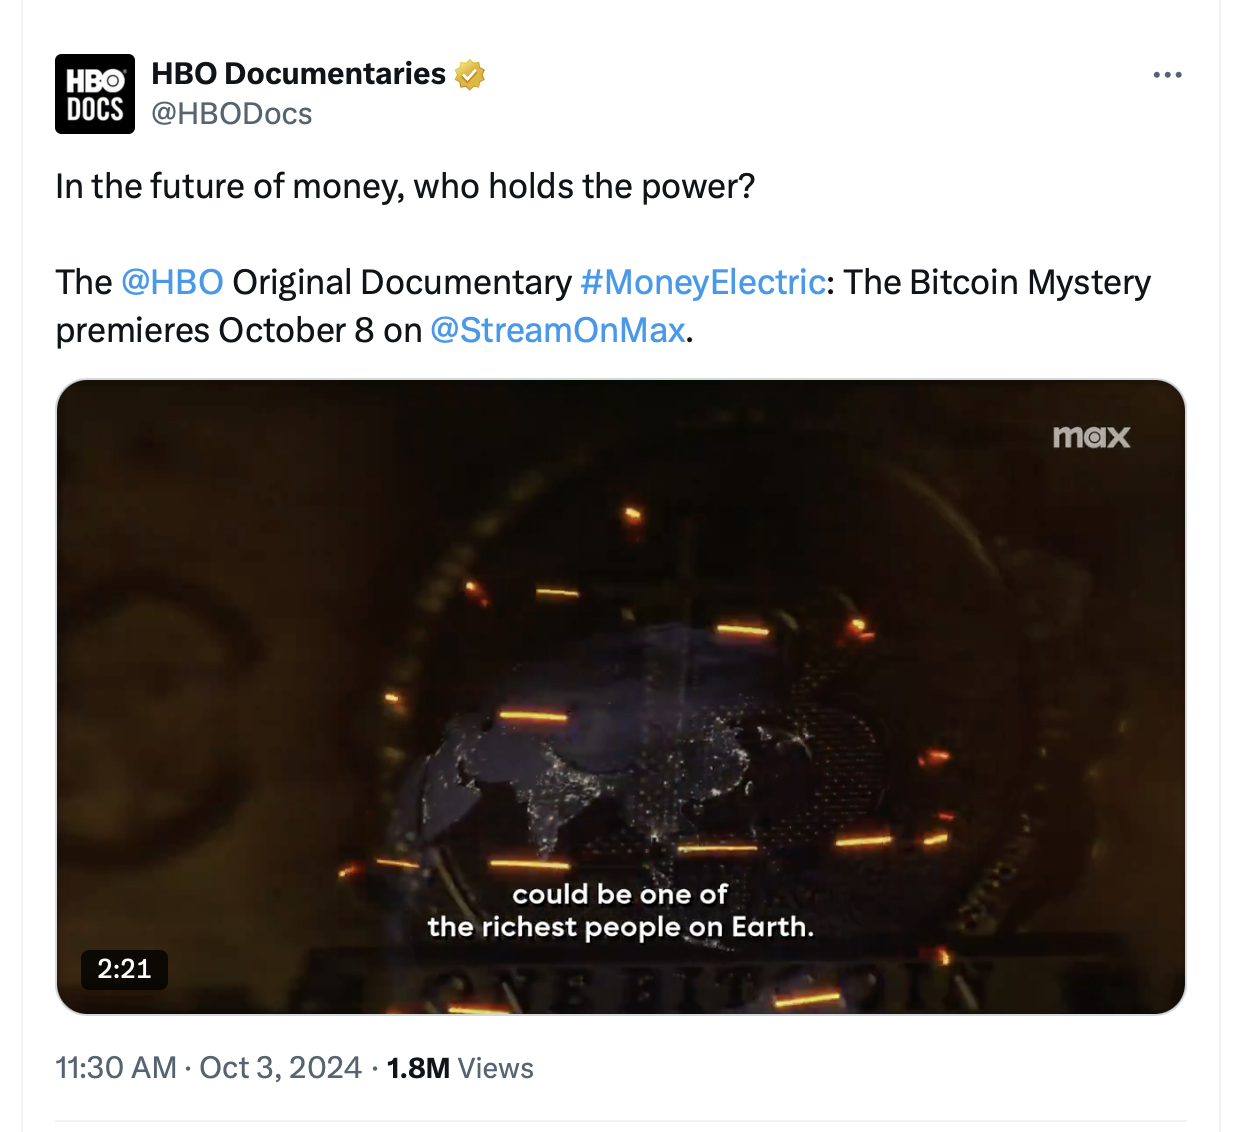 HBO
DOCS
HBO Documentaries
@HBODocs
In the future of money, who holds the power?
The @HBO Original Documentary #MoneyElectric: The Bitcoin Mystery
premieres October 8 on @StreamOnMax.
max
could be one of
the richest people on Earth.
2:21
ONE BITCOIN
11:30 AM · Oct 3, 2024 · 1.8M Views